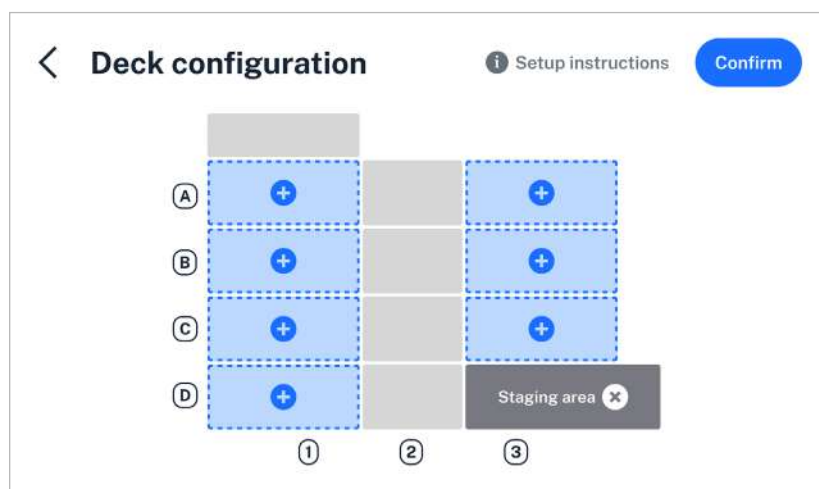 Deck configuration
Setup instructions
Confirm
A
B
C
D
Staging area
1
2
3